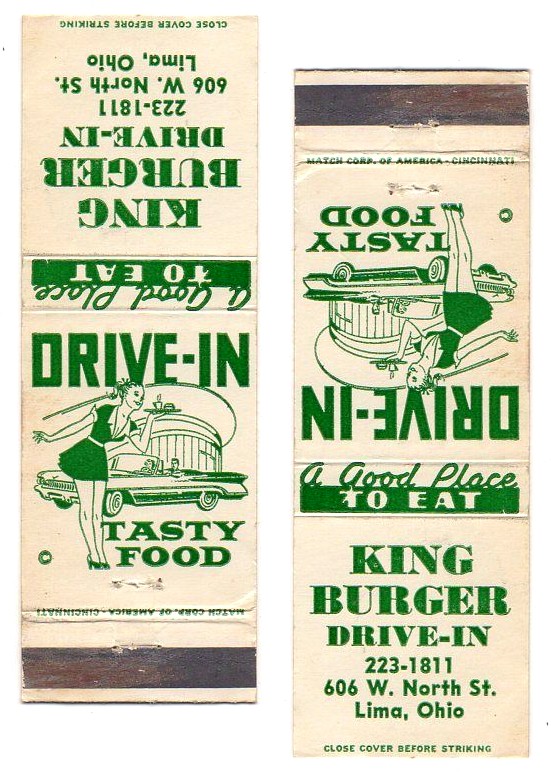 CLOSE COVER BEFORE STRIKING
Lima, Ohio
606 W. North St.
223-1811
DRIVE-IN
BURGER
KING
TO EAT
A Good Place
DRIVE-IN
TASTY
FOOD
©
MATCH CORP. OF AMERICA - CINCINNATI
MATCH CORP. OF AMERICA - CINCINNATI
©
FOOD
TASTY
DRIVE-IN
A Good Place
TO EAT
KING
BURGER
DRIVE-IN
223-1811
606 W. North St.
Lima, Ohio
CLOSE COVER BEFORE STRIKING